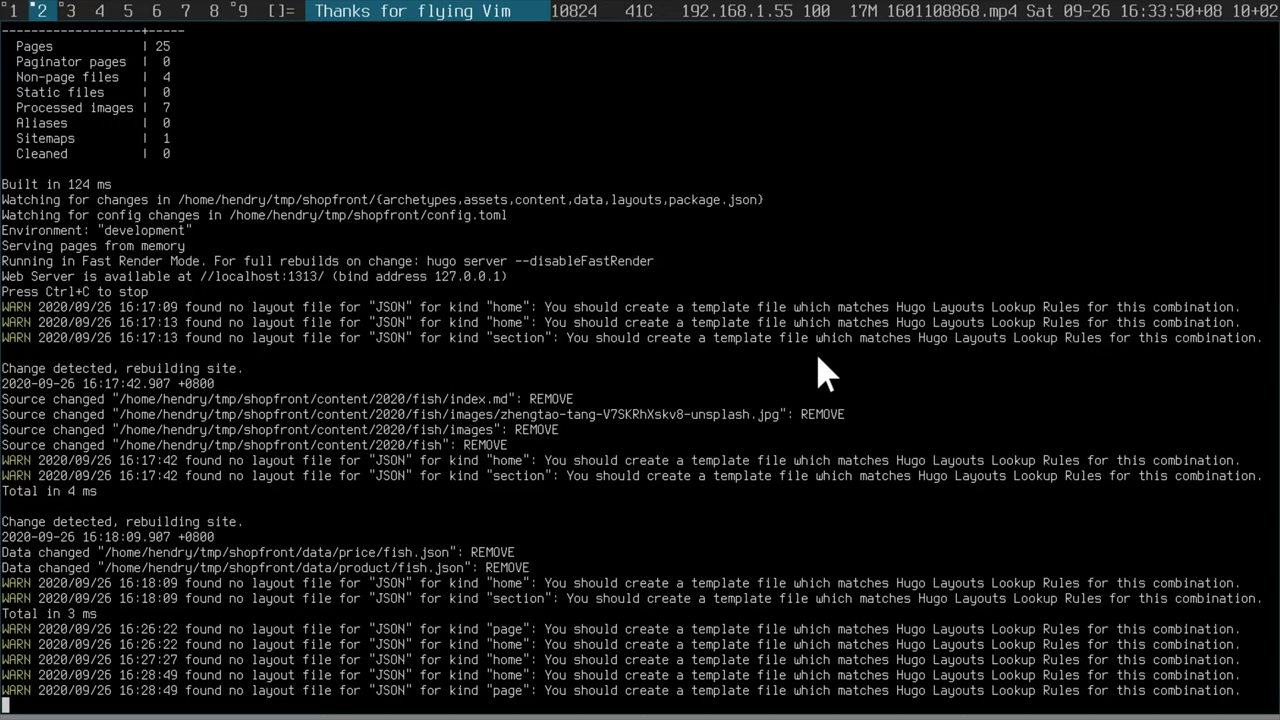 1 2 3 4 5 6 7 8 9 []= Thanks for flying Vim 10824 41C 192.168.1.55 100 17M 1601108868.mp4 Sat 09-26 16:33:50+08 10+02
-------------------+-----
Pages | 25
Paginator pages | 0
Non-page files | 4
Static files | 0
Processed images | 7
Aliases | 0
Sitemaps | 1
Cleaned | 0
Built in 124 ms
Watching for changes in /home/hendry/tmp/shopfront/{archetypes,assets,content,data,layouts,package.json}
Watching for config changes in /home/hendry/tmp/shopfront/config.toml
Environment: "development"
Serving pages from memory
Running in Fast Render Mode. For full rebuilds on change: hugo server --disableFastRender
Web Server is available at //localhost:1313/ (bind address 127.0.0.1)
Press Ctrl+C to stop
WARN 2020/09/26 16:17:09 found no layout file for "JSON" for kind "home": You should create a template file which matches Hugo Layouts Lookup Rules for this combination.
WARN 2020/09/26 16:17:13 found no layout file for "JSON" for kind "home": You should create a template file which matches Hugo Layouts Lookup Rules for this combination.
WARN 2020/09/26 16:17:13 found no layout file for "JSON" for kind "section": You should create a template file which matches Hugo Layouts Lookup Rules for this combination.
Change detected, rebuilding site.
2020-09-26 16:17:42.907 +0800
Source changed "/home/hendry/tmp/shopfront/content/2020/fish/index.md": REMOVE
Source changed "/home/hendry/tmp/shopfront/content/2020/fish/images/zhengtao-tang-V7SKRhXskv8-unsplash.jpg": REMOVE
Source changed "/home/hendry/tmp/shopfront/content/2020/fish/images": REMOVE
Source changed "/home/hendry/tmp/shopfront/content/2020/fish": REMOVE
WARN 2020/09/26 16:17:42 found no layout file for "JSON" for kind "home": You should create a template file which matches Hugo Layouts Lookup Rules for this combination.
WARN 2020/09/26 16:17:42 found no layout file for "JSON" for kind "section": You should create a template file which matches Hugo Layouts Lookup Rules for this combination.
Total in 4 ms
Change detected, rebuilding site.
2020-09-26 16:18:09.907 +0800
Data changed "/home/hendry/tmp/shopfront/data/price/fish.json": REMOVE
Data changed "/home/hendry/tmp/shopfront/data/product/fish.json": REMOVE
WARN 2020/09/26 16:18:09 found no layout file for "JSON" for kind "home": You should create a template file which matches Hugo Layouts Lookup Rules for this combination.
WARN 2020/09/26 16:18:09 found no layout file for "JSON" for kind "section": You should create a template file which matches Hugo Layouts Lookup Rules for this combination.
Total in 3 ms
WARN 2020/09/26 16:26:22 found no layout file for "JSON" for kind "page": You should create a template file which matches Hugo Layouts Lookup Rules for this combination.
WARN 2020/09/26 16:26:22 found no layout file for "JSON" for kind "home": You should create a template file which matches Hugo Layouts Lookup Rules for this combination.
WARN 2020/09/26 16:27:27 found no layout file for "JSON" for kind "home": You should create a template file which matches Hugo Layouts Lookup Rules for this combination.
WARN 2020/09/26 16:28:49 found no layout file for "JSON" for kind "home": You should create a template file which matches Hugo Layouts Lookup Rules for this combination.
WARN 2020/09/26 16:28:49 found no layout file for "JSON" for kind "page": You should create a template file which matches Hugo Layouts Lookup Rules for this combination.